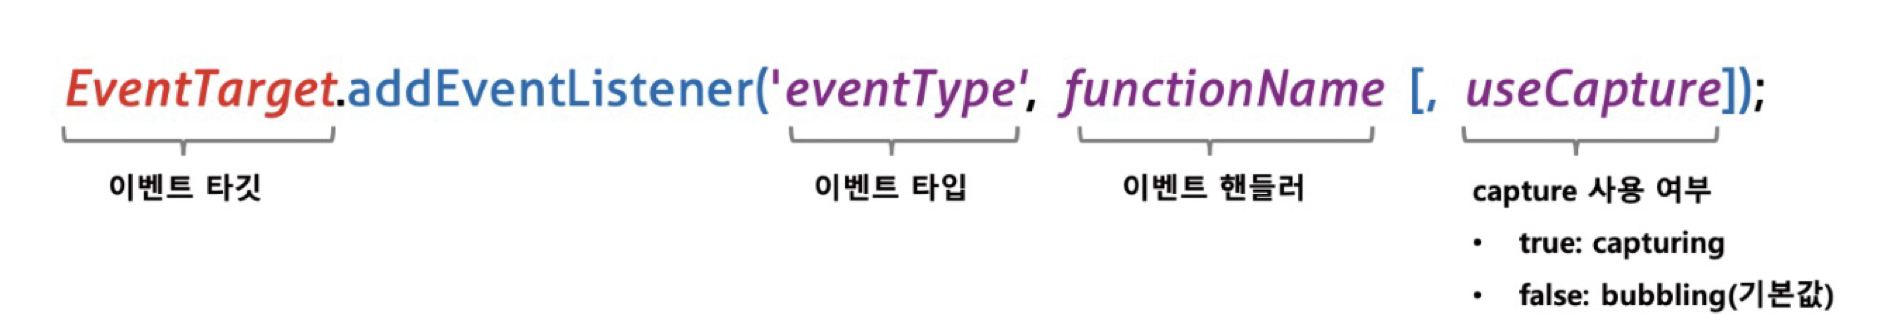 EventTarget.addEventListener('eventType', functionName [, useCapture]);
이벤트 타깃 이벤트 타입 이벤트 핸들러 capture 사용 여부
• true: capturing
• false: bubbling(기본값)